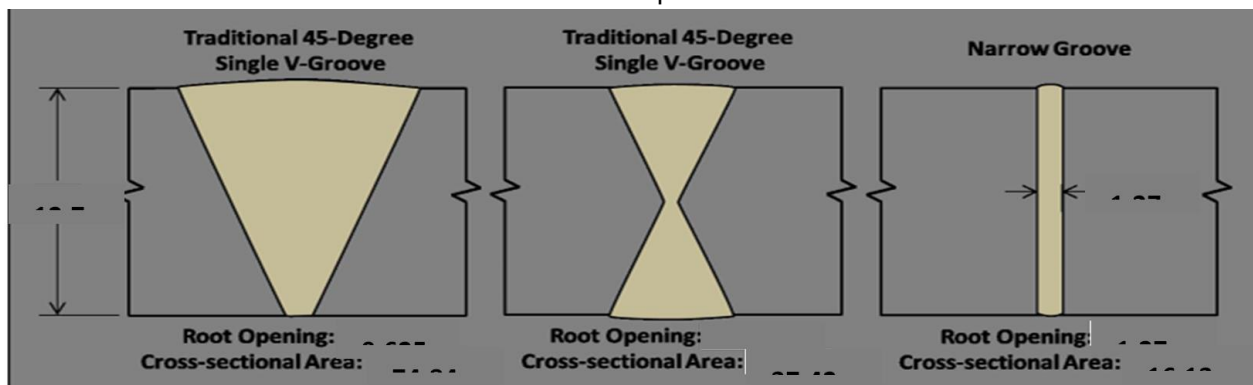 Traditional 45-Degree
Single V-Groove
Traditional 45-Degree
Single V-Groove
Narrow Groove
Root Opening:
Cross-sectional Area:
Root Opening:
Cross-sectional Area:
Root Opening:
Cross-sectional Area: